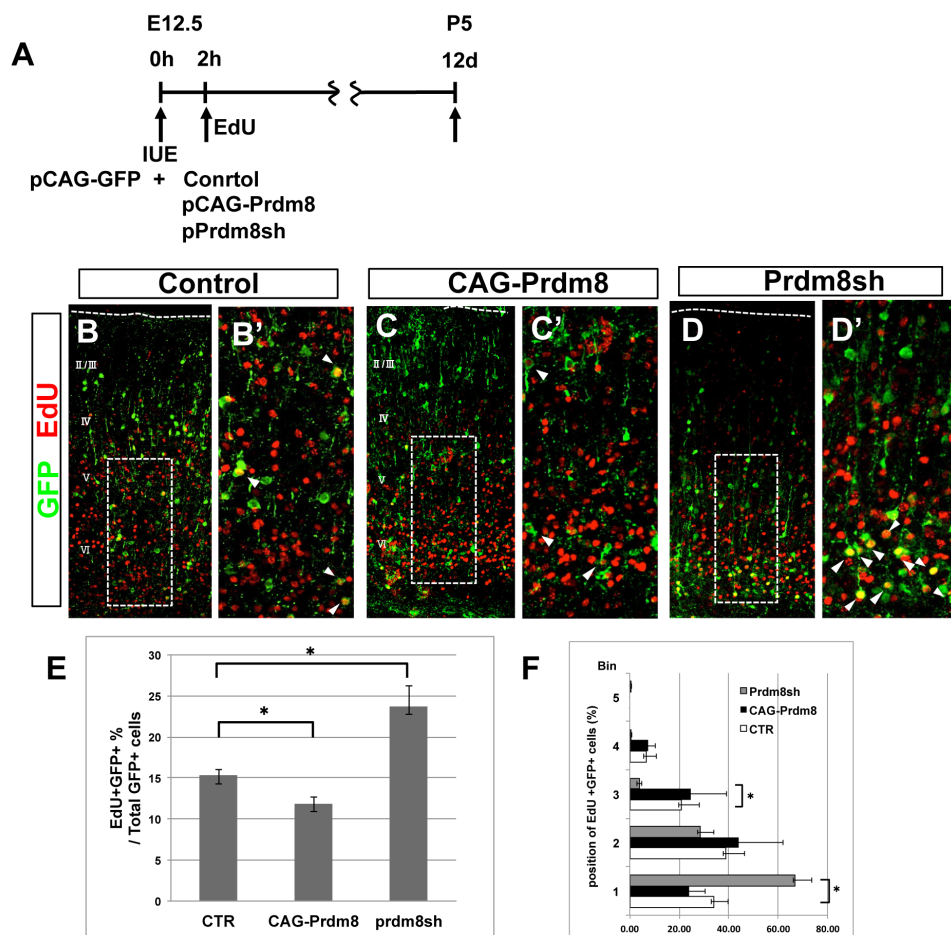 A
E12.5 P5
0h 2h 12d
EdU
IUE
pCAG-GFP + Conrtol
pCAG-Prdm8
pPrdm8sh
Control CAG-Prdm8 Prdm8sh
GFP EdU
B B’ C C’ D D’
II/III II/III
IV IV
V V
VI VI
E
EdU+GFP+ %
/ Total GFP+ cells
30
25
20
15
10
5
0
* *
CTR CAG-Prdm8 prdm8sh
F
Bin
position of EdU +GFP+ cells (%)
5
4
3
2
1
Prdm8sh
CAG-Prdm8
CTR
*
*
0.00 20.00 40.00 60.00 80.00